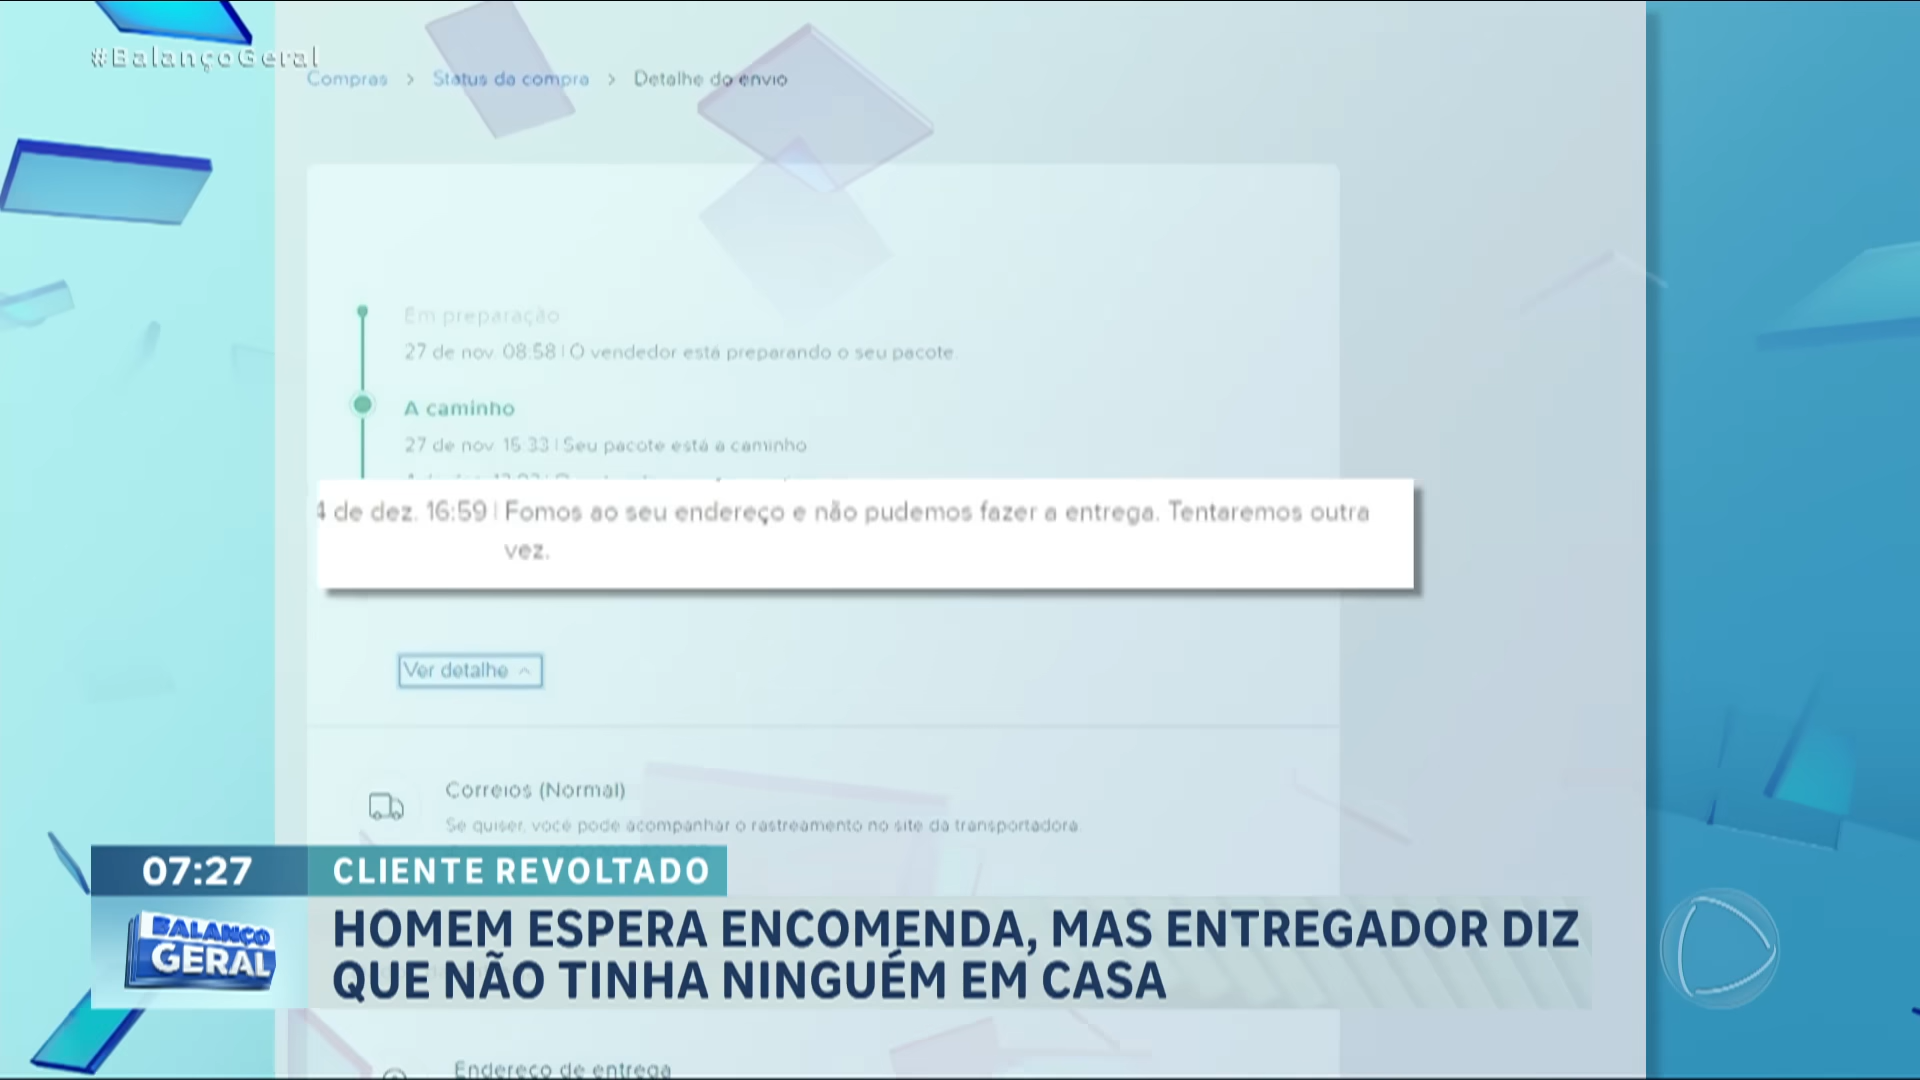 #BalançoGeral
Compras > Status da compra > Detalhe do envio
Em preparação
27 de nov. 08:58 | O vendedor está preparando o seu pacote.
A caminho
27 de nov. 15:33 | Seu pacote está a caminho
4 de dez. 16:59 | Fomos ao seu endereço e não pudemos fazer a entrega. Tentaremos outra
vez.
Ver detalhe
Correios (Normal)
Se quiser, você pode acompanhar o rastreamento no site da transportadora.
07:27 CLIENTE REVOLTADO
BALANÇO
GERAL
HOMEM ESPERA ENCOMENDA, MAS ENTREGADOR DIZ
QUE NÃO TINHA NINGUÉM EM CASA
Endereço de entrega